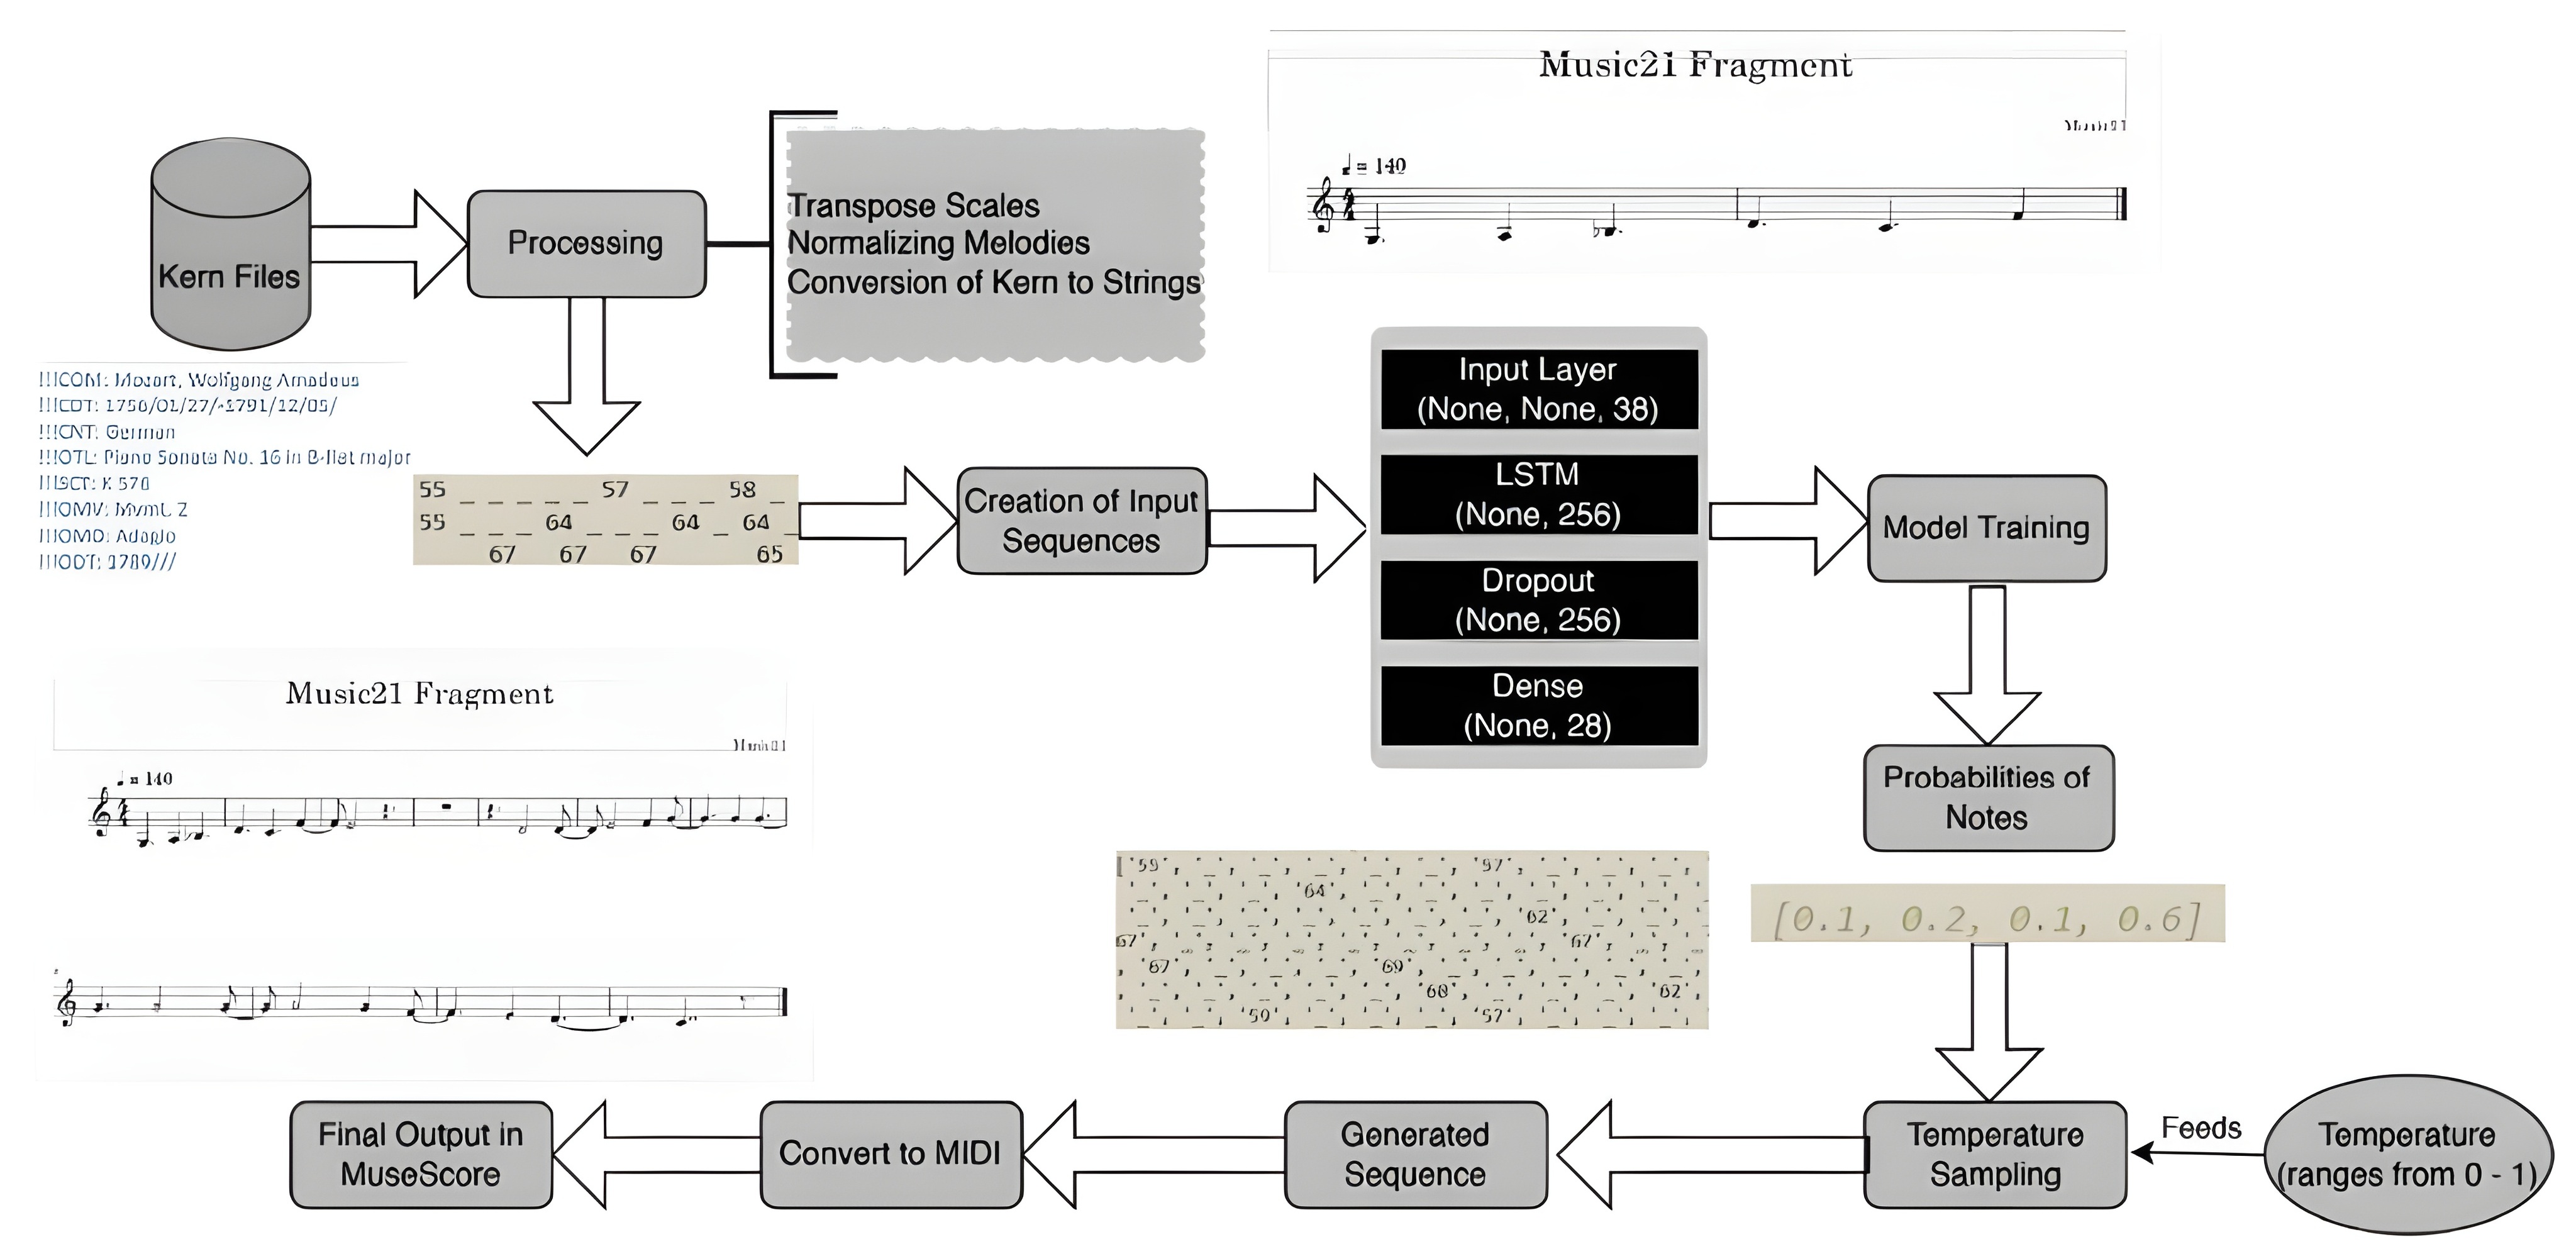 Music21 Fragment
♩ = 140
Kern Files
Processing
Transpose Scales
Normalizing Melodies
Conversion of Kern to Strings
!!!COM: Mozart, Wolfgang Amadeus
!!!CDT: 1756/01/27/-1791/12/05/
!!!CNT: German
!!!OTL: Piano Sonata No. 16 in B-flat major
!!!SCT: K 570
!!!OMV: Mvmt. 2
!!!OMD: Adagio
!!!ODT: 1789///
55 _ _ _ _ _ 57 _ _ _ 58 _
55 _ _ _ 64 _ _ _ 64 _ 64 _
67 67 67 65
Creation of Input
Sequences
Input Layer
(None, None, 38)
LSTM
(None, 256)
Dropout
(None, 256)
Dense
(None, 28)
Model Training
Probabilities of
Notes
[0.1, 0.2, 0.1, 0.6]
Music21 Fragment
♩ = 140
Final Output in
MuseScore
Convert to MIDI
Generated
Sequence
Temperature
Sampling
Feeds
Temperature
(ranges from 0 - 1)